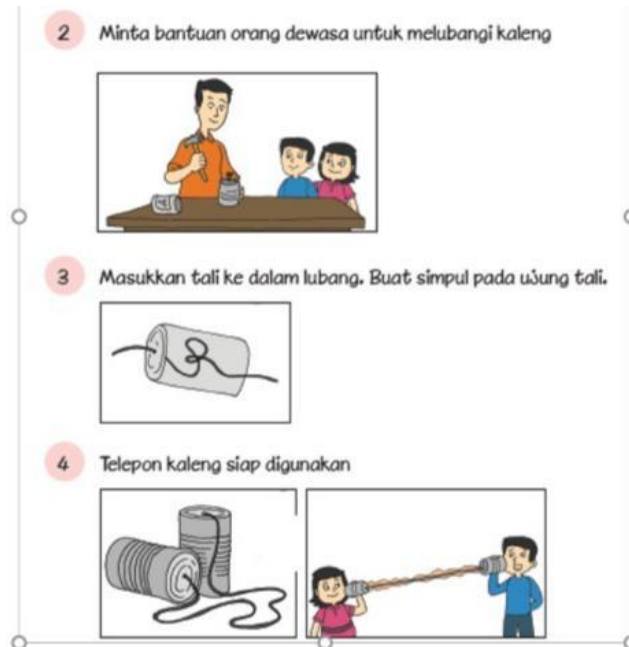 2 Minta bantuan orang dewasa untuk melubangi kaleng
3 Masukkan tali ke dalam lubang. Buat simpul pada ujung tali.
4 Telepon kaleng siap digunakan